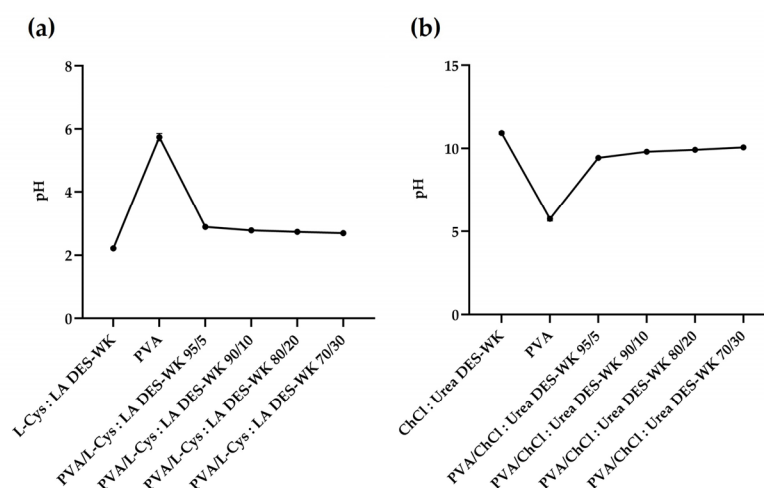 (a)
8
6
4
2
0
pH
L-Cys : LA DES-WK
PVA
PVA/L-Cys : LA DES-WK 95/5
PVA/L-Cys : LA DES-WK 90/10
PVA/L-Cys : LA DES-WK 80/20
PVA/L-Cys : LA DES-WK 70/30
(b)
15
10
5
0
pH
ChCl : Urea DES-WK
PVA
PVA/ChCl : Urea DES-WK 95/5
PVA/ChCl : Urea DES-WK 90/10
PVA/ChCl : Urea DES-WK 80/20
PVA/ChCl : Urea DES-WK 70/30